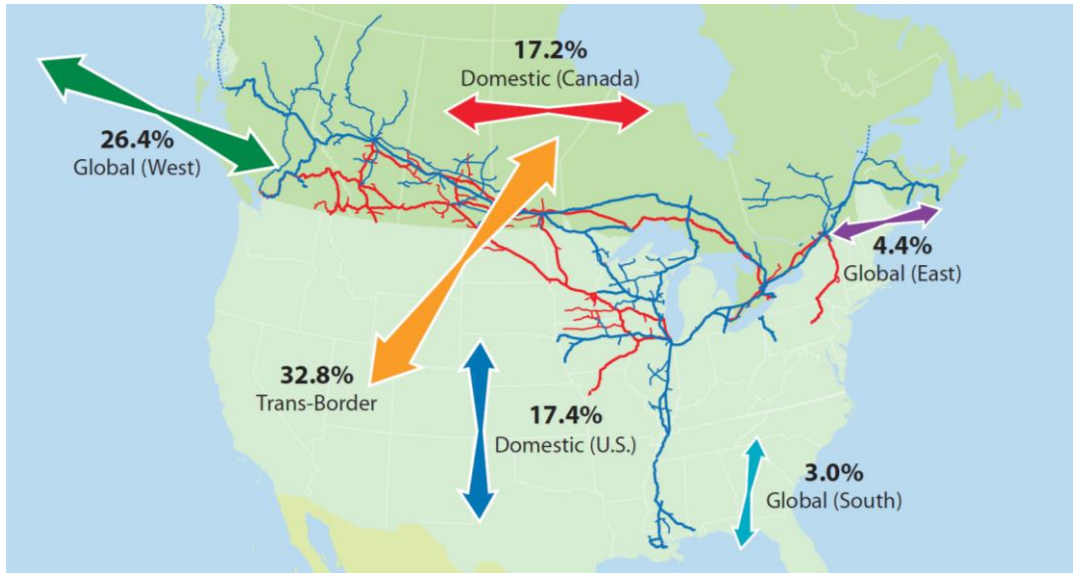 17.2%
Domestic (Canada)
26.4%
Global (West)
4.4%
Global (East)
32.8%
Trans-Border
17.4%
Domestic (U.S.)
3.0%
Global (South)